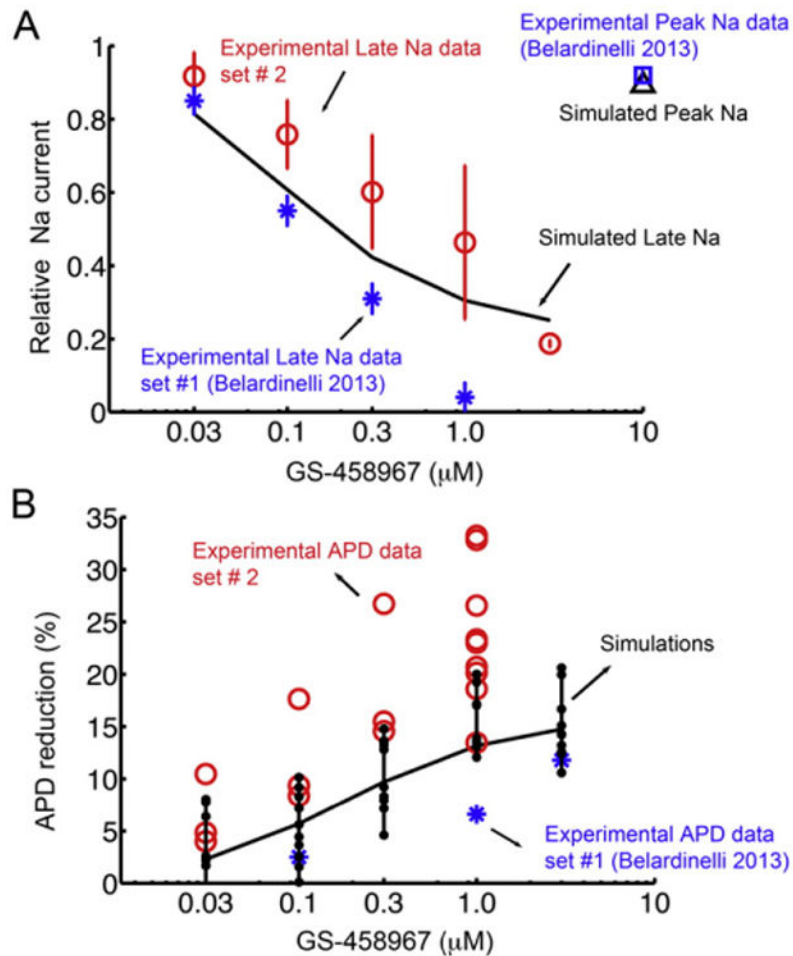 A
Experimental Late Na data
set # 2
Experimental Peak Na data
(Belardinelli 2013)
Simulated Peak Na
Simulated Late Na
Experimental Late Na data
set #1 (Belardinelli 2013)
Relative Na current
1
0.8
0.6
0.4
0.2
0
0.03
0.1
0.3
1.0
10
GS-458967 (μM)
B
Experimental APD data
set # 2
Simulations
Experimental APD data
set #1 (Belardinelli 2013)
APD reduction (%)
35
30
25
20
15
10
5
0
0.03
0.1
0.3
1.0
10
GS-458967 (μM)